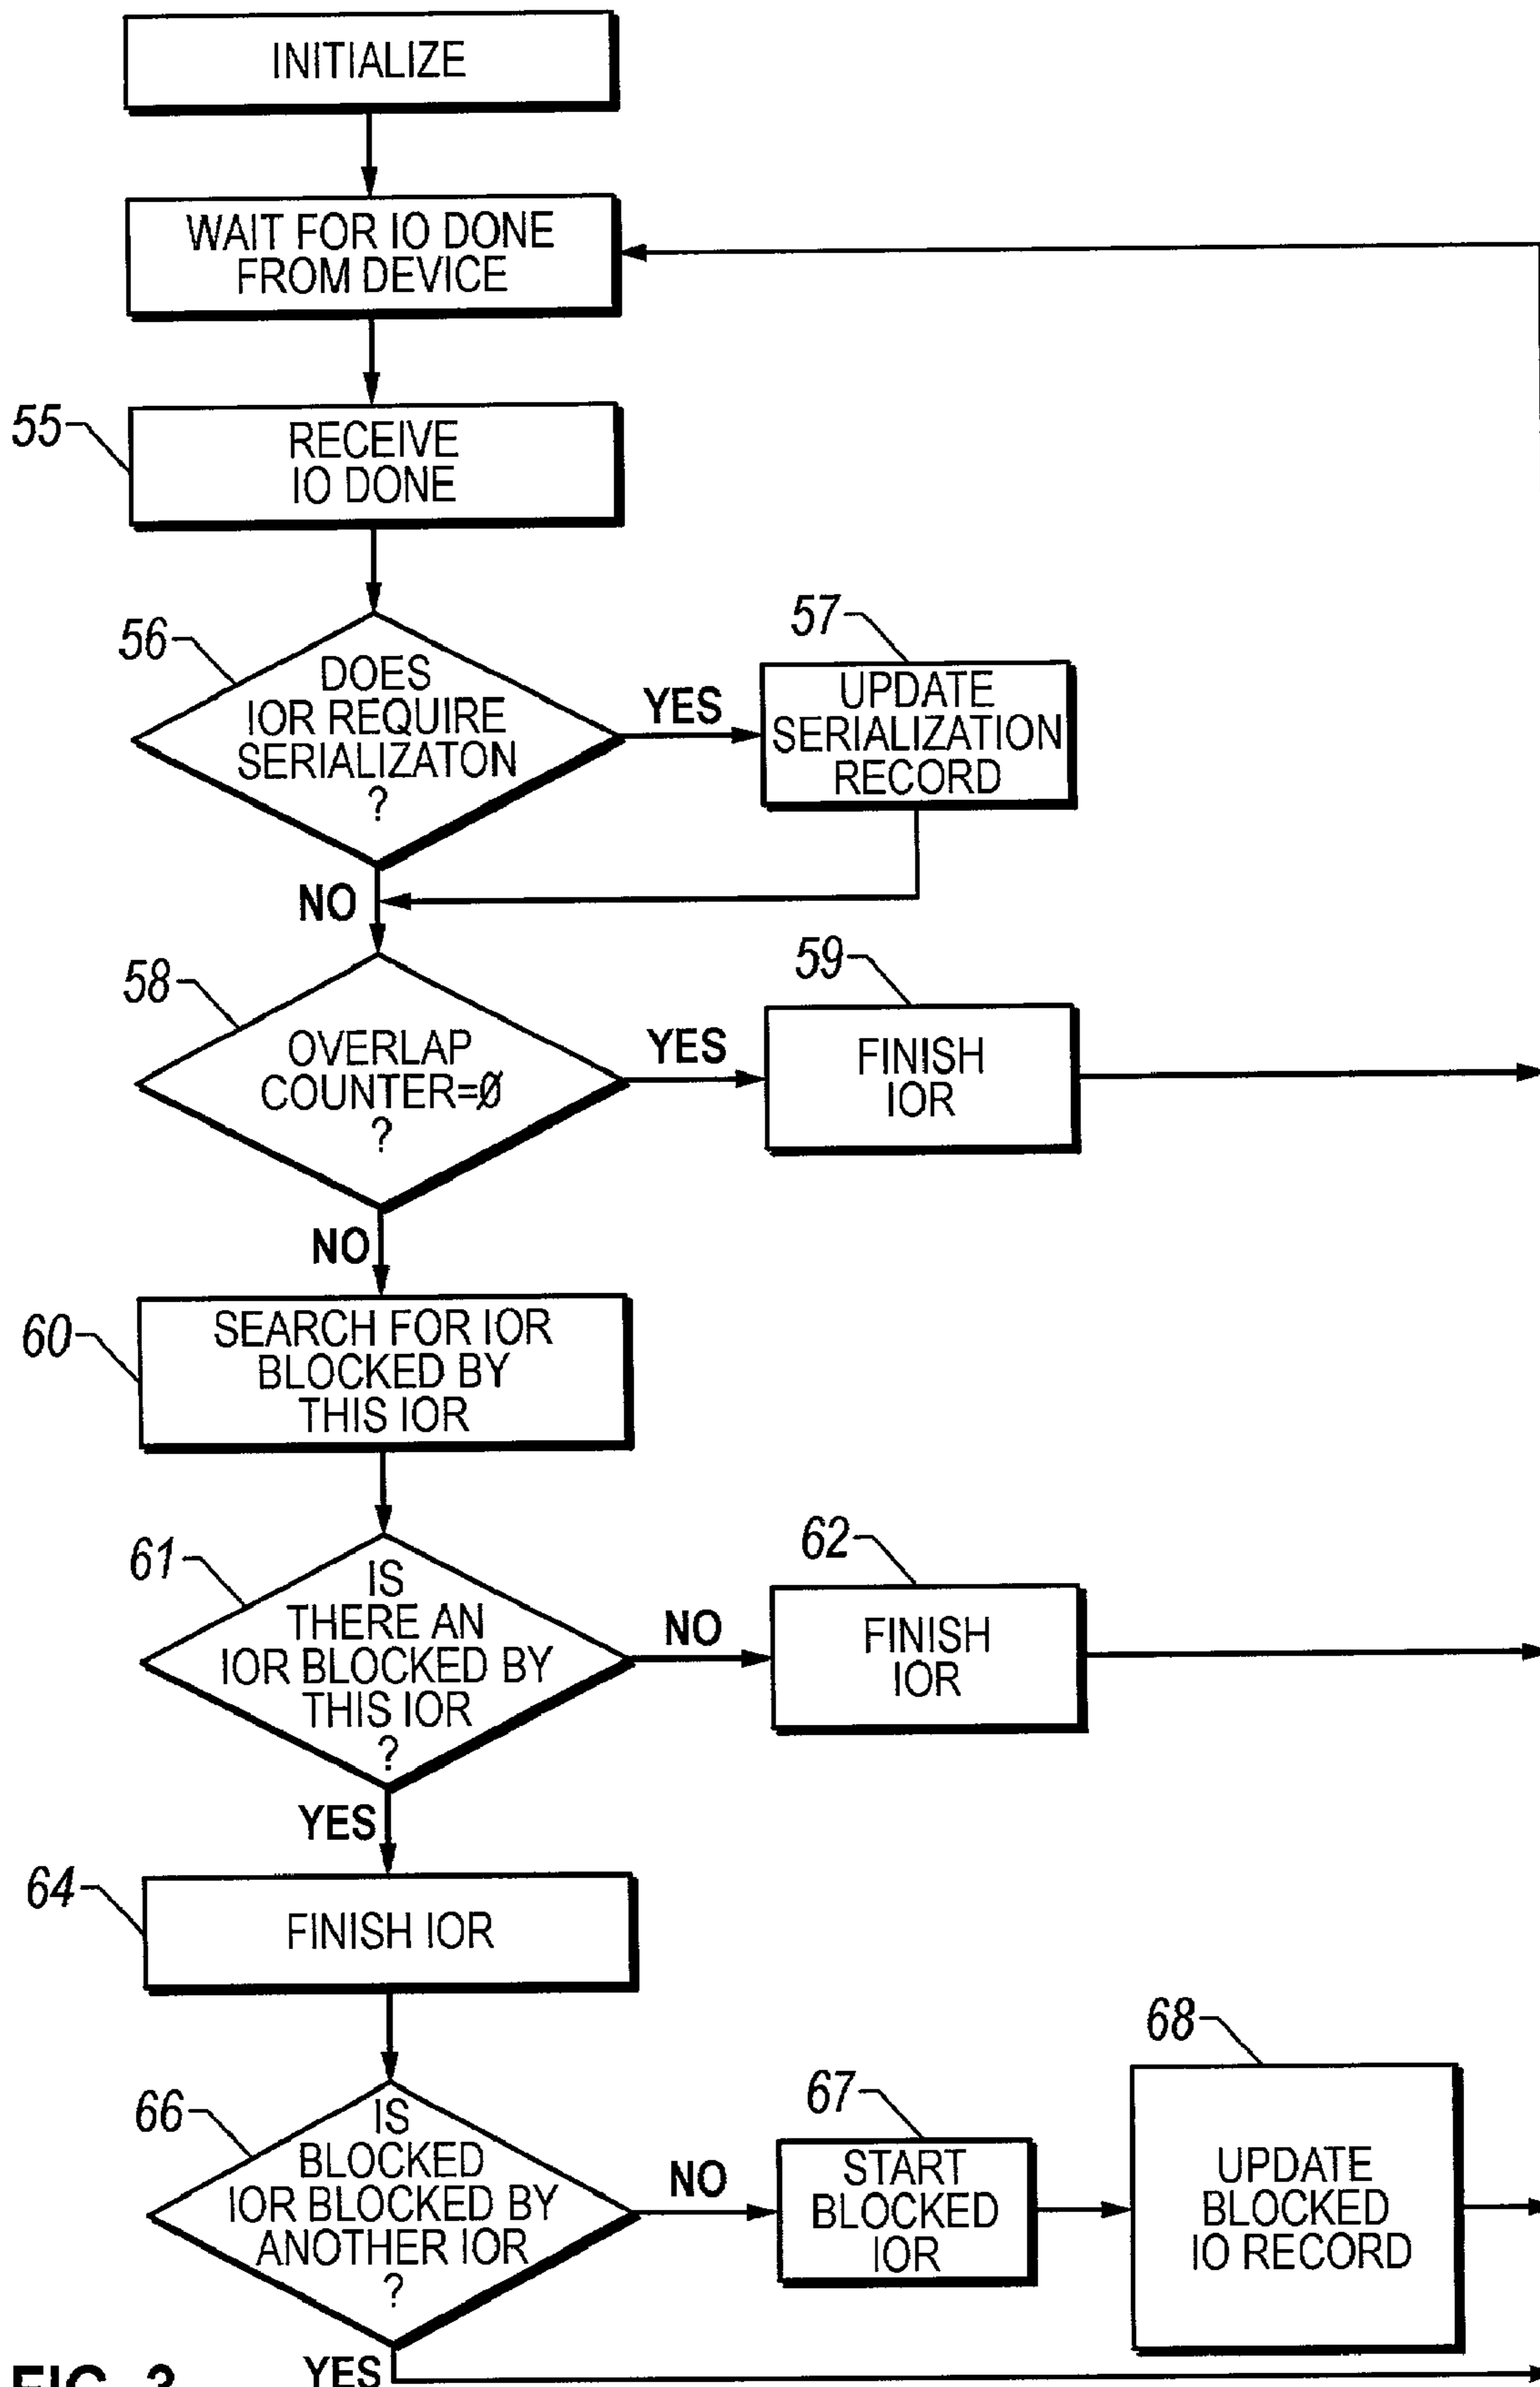 INITIALIZE
WAIT FOR IO DONE
FROM DEVICE
55
RECEIVE
IO DONE
56
DOES
IOR REQUIRE
SERIALIZATON
?
YES
57
UPDATE
SERIALIZATION
RECORD
NO
58
OVERLAP
COUNTER=Ø
?
YES
59
FINISH
IOR
NO
60
SEARCH FOR IOR
BLOCKED BY
THIS IOR
61
IS
THERE AN
IOR BLOCKED BY
THIS IOR
?
NO
62
FINISH
IOR
YES
64
FINISH IOR
66
IS
BLOCKED
IOR BLOCKED BY
ANOTHER IOR
?
NO
67
START
BLOCKED
IOR
68
UPDATE
BLOCKED
IO RECORD
YES
FIG. 3